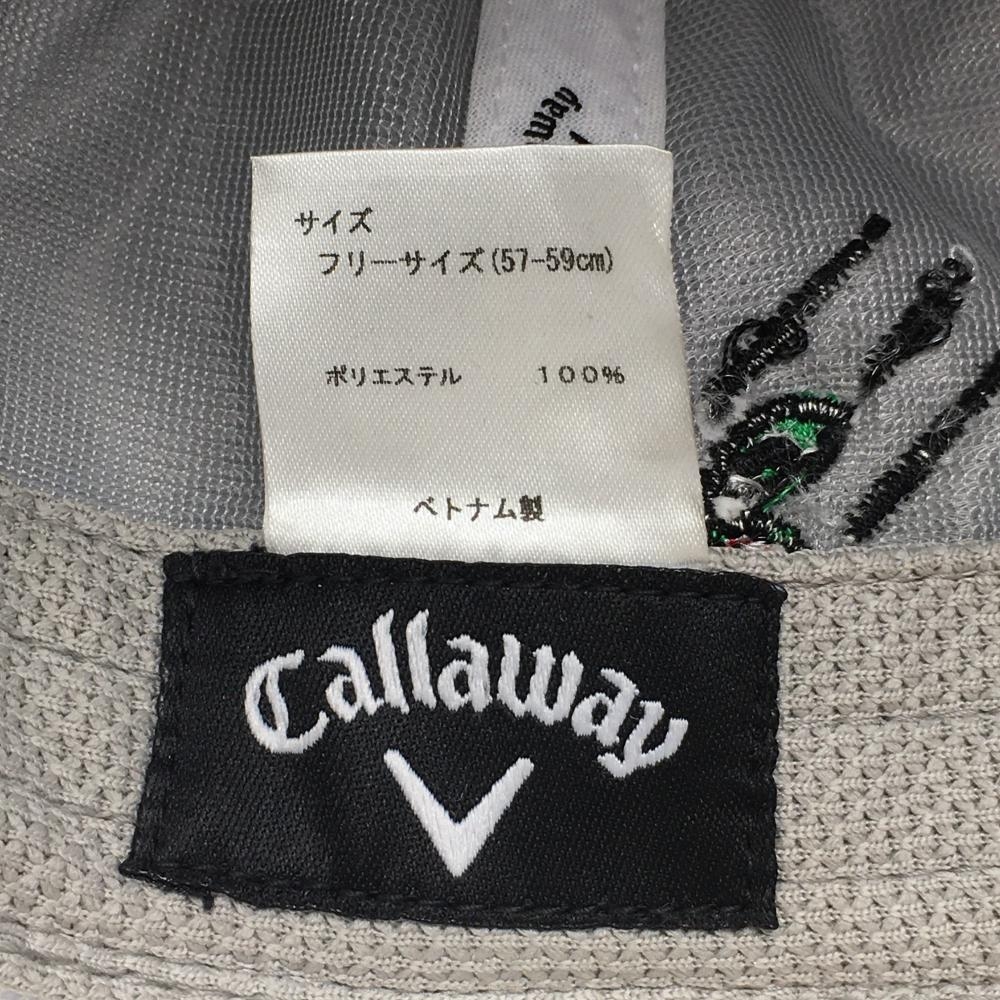 way
サイズ
フリーサイズ(57-59cm)
ポリエステル 100%
ベトナム製
Callaway